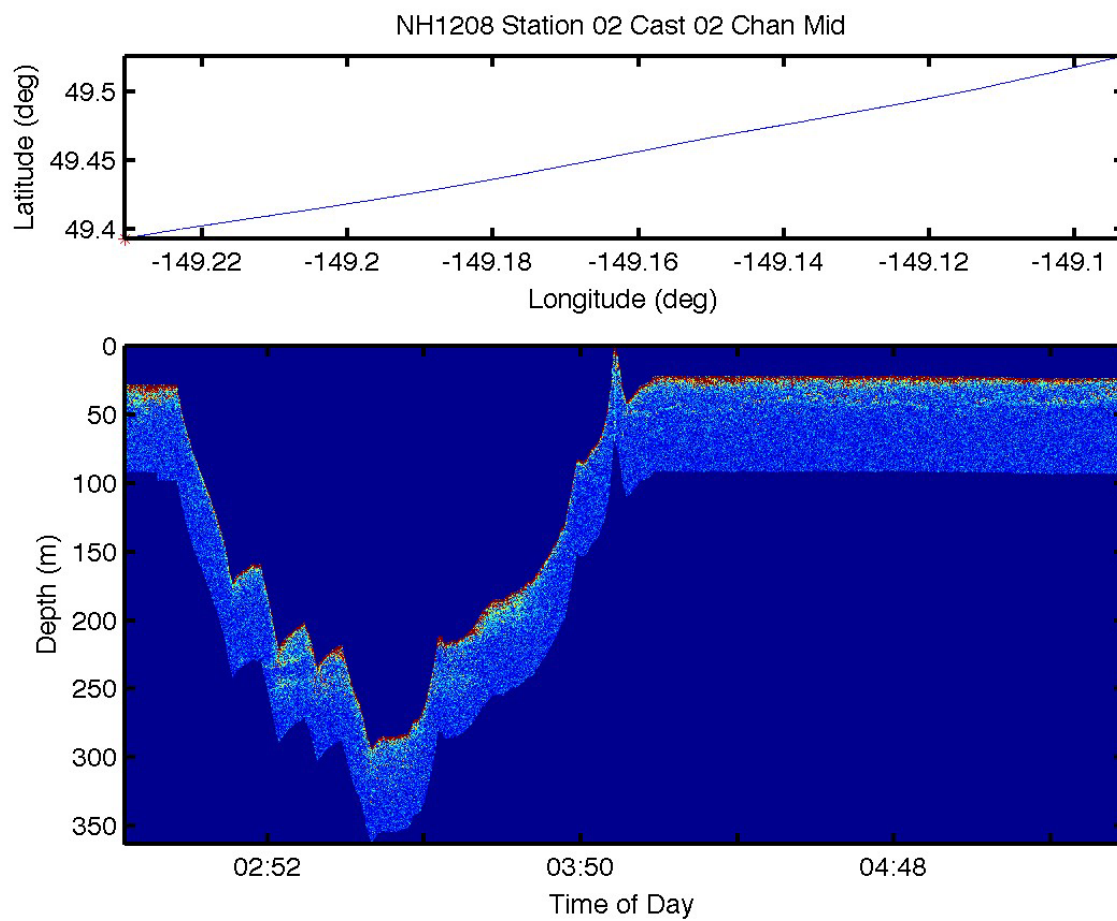 NH1208 Station 02 Cast 02 Chan Mid
Latitude (deg)
49.5
49.45
49.4
-149.22 -149.2 -149.18 -149.16 -149.14 -149.12 -149.1
Longitude (deg)
Depth (m)
0
50
100
150
200
250
300
350
02:52 03:50 04:48
Time of Day